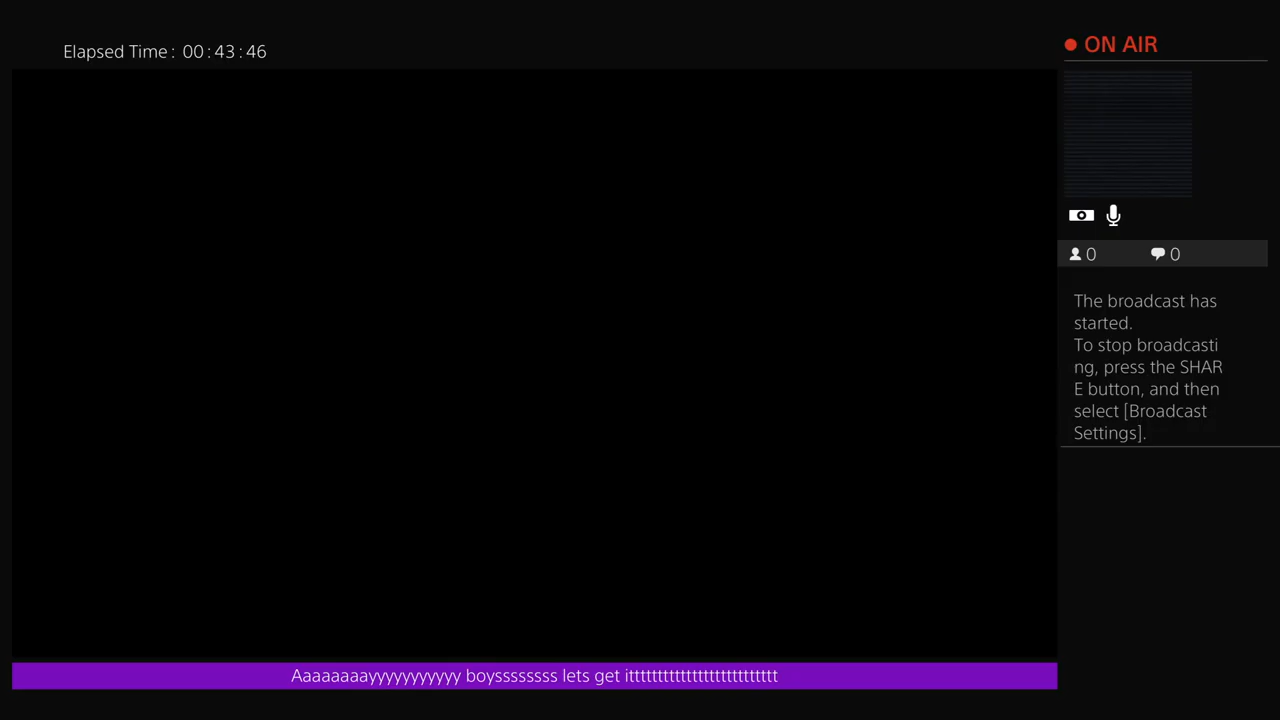 Elapsed Time : 00 : 43 : 46
ON AIR
0
0
The broadcast has
started.
To stop broadcasti
ng, press the SHAR
E button, and then
select [Broadcast
Settings].
Aaaaaaaayyyyyyyyyyy boyssssssss lets get itttttttttttttttttttttttttt